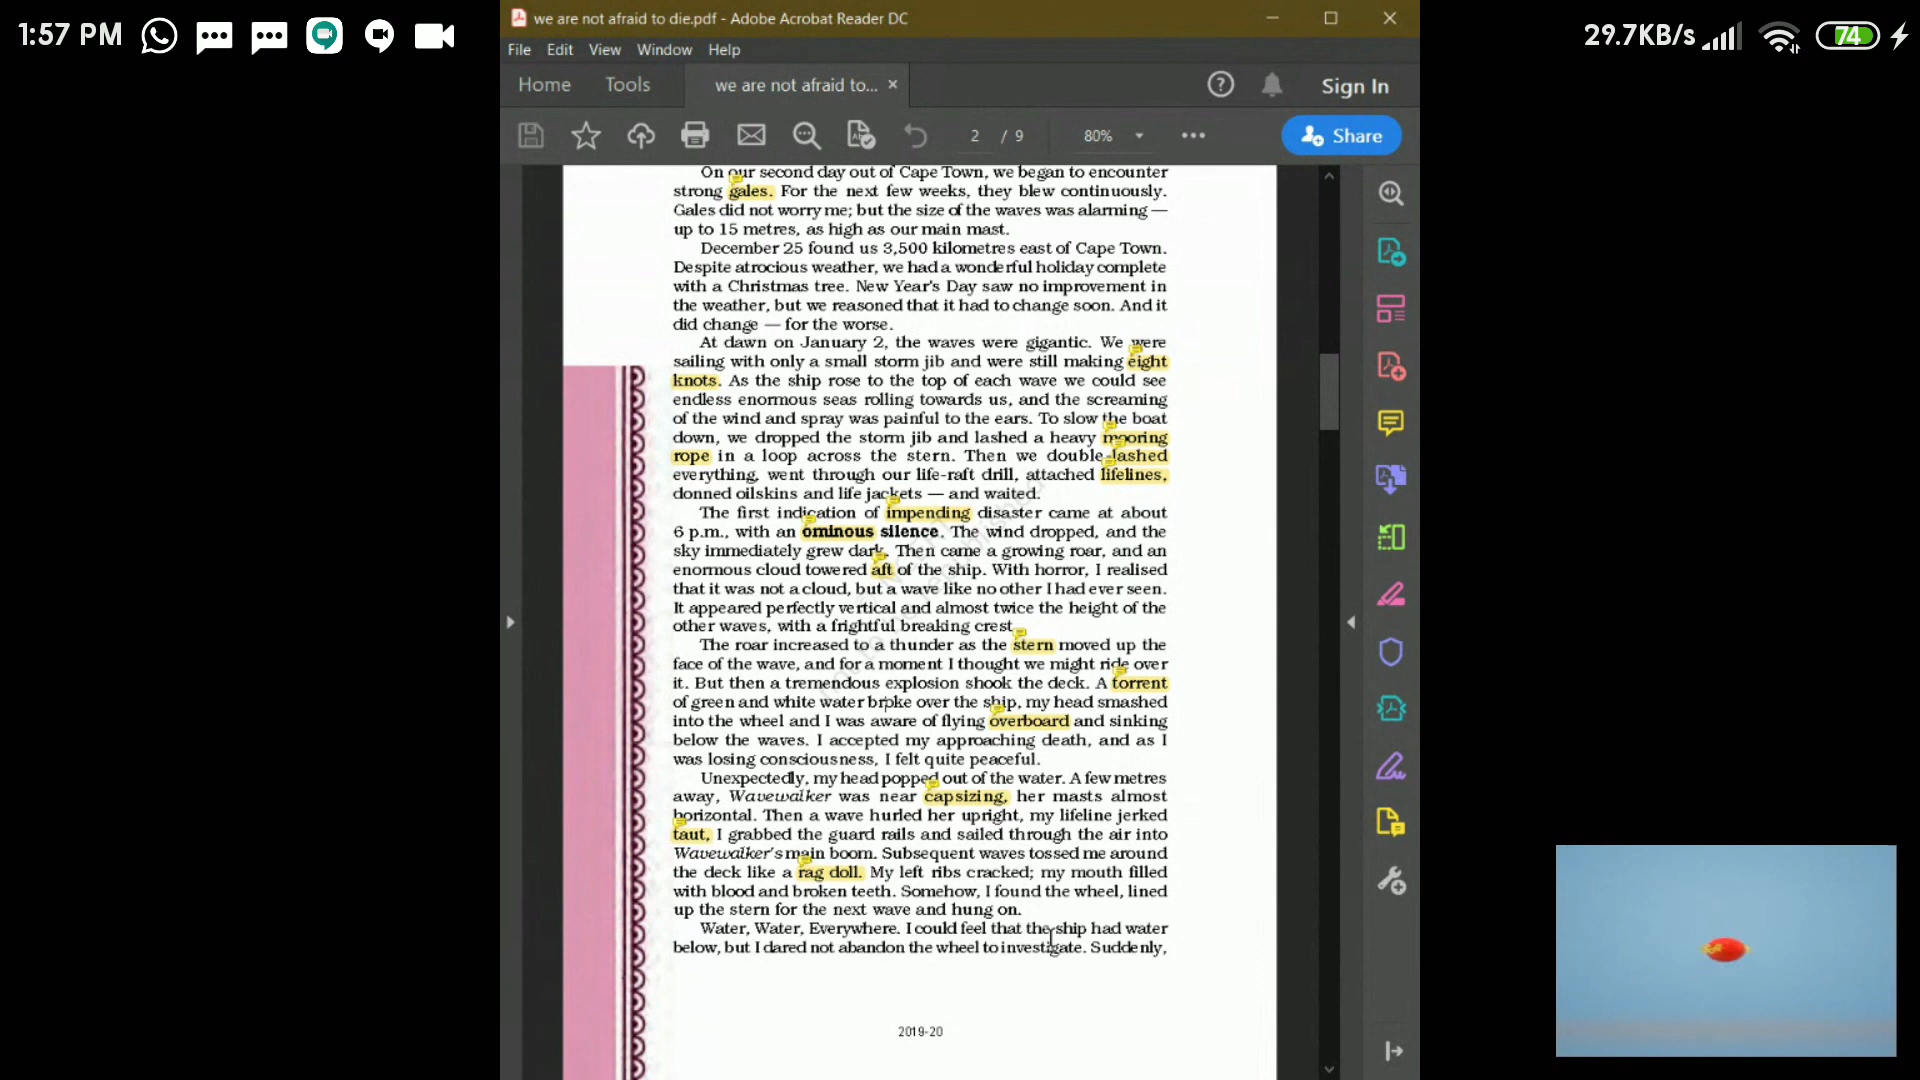 1:57 PM
29.7KB/s
74
we are not afraid to die.pdf - Adobe Acrobat Reader DC
File Edit View Window Help
Home Tools we are not afraid to... × Sign In
2 / 9 80% Share
On our second day out of Cape Town, we began to encounter
strong gales. For the next few weeks, they blew continuously.
Gales did not worry me; but the size of the waves was alarming —
up to 15 metres, as high as our main mast.
December 25 found us 3,500 kilometres east of Cape Town.
Despite atrocious weather, we had a wonderful holiday complete
with a Christmas tree. New Year's Day saw no improvement in
the weather, but we reasoned that it had to change soon. And it
did change — for the worse.
At dawn on January 2, the waves were gigantic. We were
sailing with only a small storm jib and were still making eight
knots. As the ship rose to the top of each wave we could see
endless enormous seas rolling towards us, and the screaming
of the wind and spray was painful to the ears. To slow the boat
down, we dropped the storm jib and lashed a heavy mooring
rope in a loop across the stern. Then we double-lashed
everything, went through our life-raft drill, attached lifelines,
donned oilskins and life jackets — and waited.
The first indication of impending disaster came at about
6 p.m., with an ominous silence. The wind dropped, and the
sky immediately grew dark. Then came a growing roar, and an
enormous cloud towered aft of the ship. With horror, I realised
that it was not a cloud, but a wave like no other I had ever seen.
It appeared perfectly vertical and almost twice the height of the
other waves, with a frightful breaking crest.
The roar increased to a thunder as the stern moved up the
face of the wave, and for a moment I thought we might ride over
it. But then a tremendous explosion shook the deck. A torrent
of green and white water broke over the ship, my head smashed
into the wheel and I was aware of flying overboard and sinking
below the waves. I accepted my approaching death, and as I
was losing consciousness, I felt quite peaceful.
Unexpectedly, my head popped out of the water. A few metres
away, Wavewalker was near capsizing, her masts almost
horizontal. Then a wave hurled her upright, my lifeline jerked
taut, I grabbed the guard rails and sailed through the air into
Wavewalker's main boom. Subsequent waves tossed me around
the deck like a rag doll. My left ribs cracked; my mouth filled
with blood and broken teeth. Somehow, I found the wheel, lined
up the stern for the next wave and hung on.
Water, Water, Everywhere. I could feel that the ship had water
below, but I dared not abandon the wheel to investigate. Suddenly,
2019-20